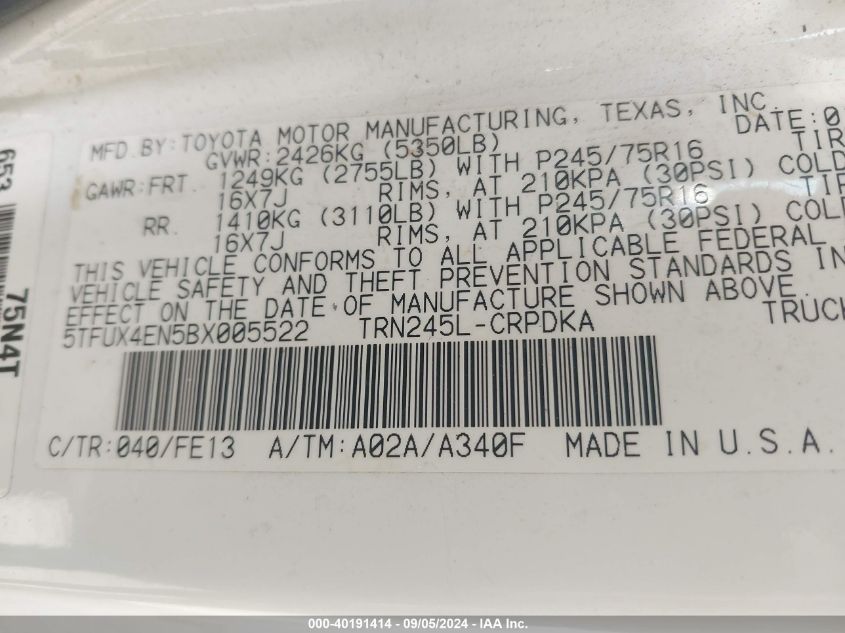 MFD.BY:TOYOTA MOTOR MANUFACTURING, TEXAS, INC.
GVWR:2426KG (5350LB) DATE:0
GAWR:FRT. 1249KG (2755LB) WITH P245/75R16 TIR
16X7J RIMS, AT 210KPA (30PSI) COLD
RR. 1410KG (3110LB) WITH P245/75R16 TIR
16X7J RIMS, AT 210KPA (30PSI) COLD
THIS VEHICLE CONFORMS TO ALL APPLICABLE FEDERAL
VEHICLE SAFETY AND THEFT PREVENTION STANDARDS IN
EFFECT ON THE DATE OF MANUFACTURE SHOWN ABOVE.
5TFUX4EN5BX005522 TRN245L-CRPDKA TRUCK
C/TR:040/FE13 A/TM:A02A/A340F MADE IN U.S.A.
653
75N4T
000-40191414 - 09/05/2024 - IAA Inc.